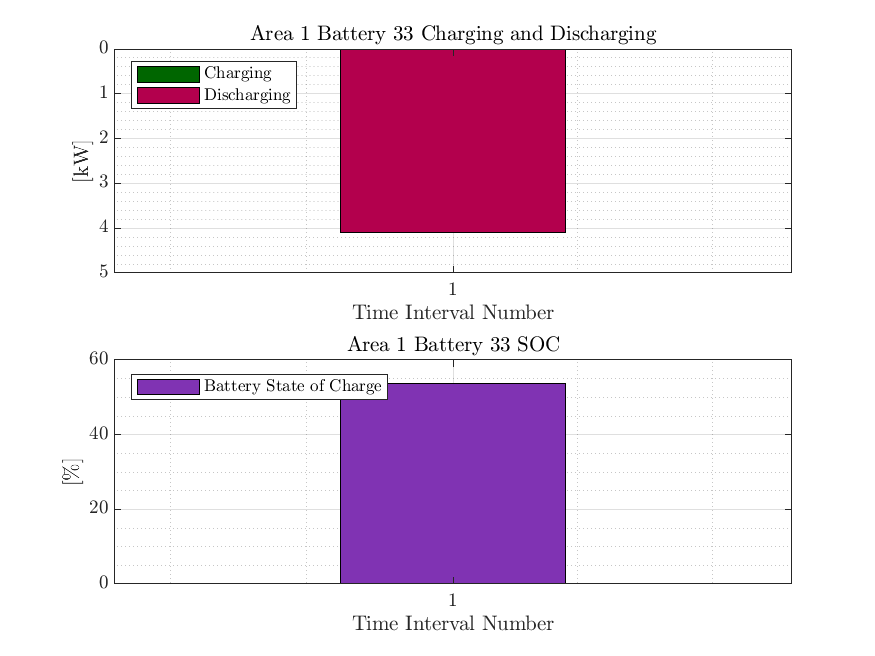 Area 1 Battery 33 Charging and Discharging
0
Charging
Discharging
1
2
3
4
5
[kW]
1
Time Interval Number
Area 1 Battery 33 SOC
60
Battery State of Charge
40
20
0
[%]
1
Time Interval Number